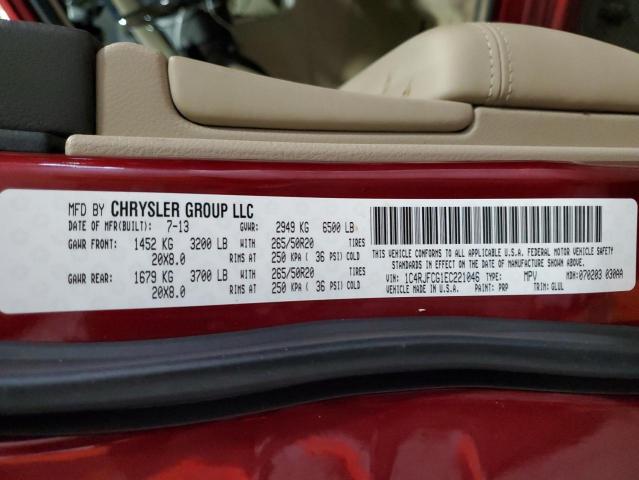 MFD BY CHRYSLER GROUP LLC
DATE OF MFR(BUILT): 7-13 GVWR: 2949 KG 6500 LB
GAWR FRONT: 1452 KG 3200 LB WITH 265/50R20 TIRES
20X8.0 RIMS AT 250 KPA ( 36 PSI) COLD
GAWR REAR: 1679 KG 3700 LB WITH 265/50R20 TIRES
20X8.0 RIMS AT 250 KPA ( 36 PSI) COLD
THIS VEHICLE CONFORMS TO ALL APPLICABLE U.S.A. FEDERAL MOTOR VEHICLE SAFETY
STANDARDS IN EFFECT ON THE DATE OF MANUFACTURE SHOWN ABOVE.
VIN: 1C4RJFCG1EC221046 TYPE: MPV MDH: 070203 030AA
VEHICLE MADE IN U.S.A. PAINT: PRP TRIM: GLUL